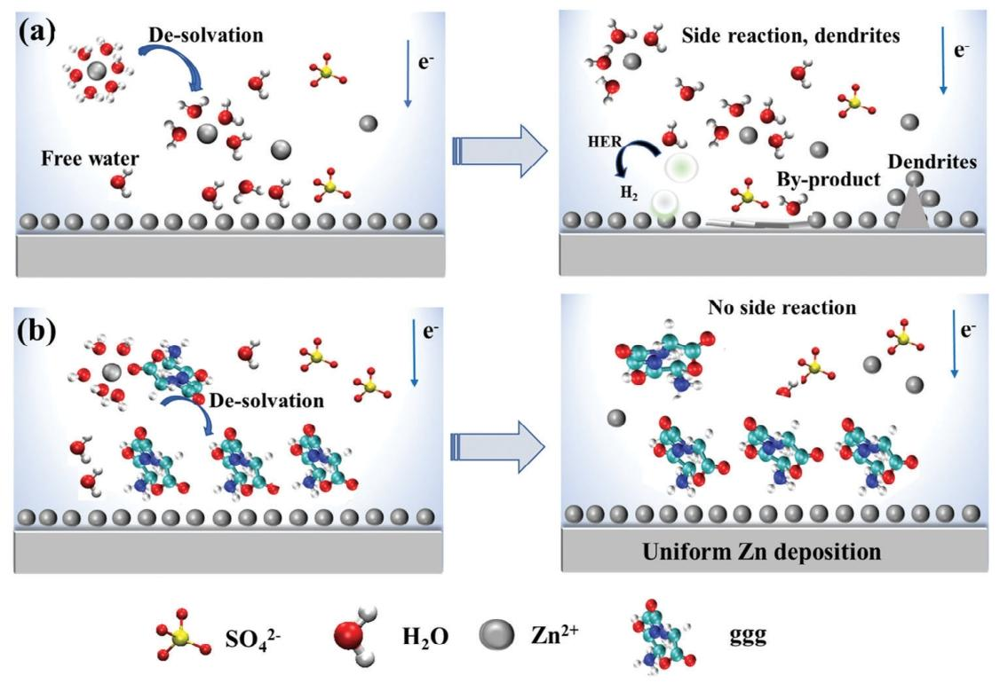 (a)
De-solvation
e⁻
Free water
Side reaction, dendrites
e⁻
HER
H₂
By-product
Dendrites
(b)
De-solvation
e⁻
No side reaction
e⁻
Uniform Zn deposition
SO₄²⁻
H₂O
Zn²⁺
ggg